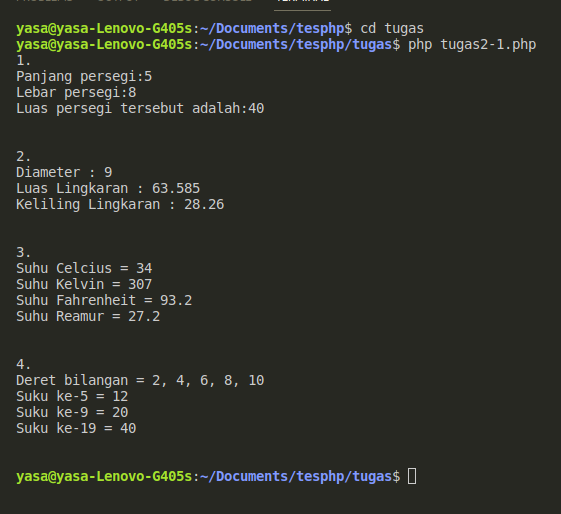 yasa@yasa-Lenovo-G405s:~/Documents/tesphp$ cd tugas
yasa@yasa-Lenovo-G405s:~/Documents/tesphp/tugas$ php tugas2-1.php
1.
Panjang persegi:5
Lebar persegi:8
Luas persegi tersebut adalah:40
2.
Diameter : 9
Luas Lingkaran : 63.585
Keliling Lingkaran : 28.26
3.
Suhu Celcius = 34
Suhu Kelvin = 307
Suhu Fahrenheit = 93.2
Suhu Reamur = 27.2
4.
Deret bilangan = 2, 4, 6, 8, 10
Suku ke-5 = 12
Suku ke-9 = 20
Suku ke-19 = 40
yasa@yasa-Lenovo-G405s:~/Documents/tesphp/tugas$